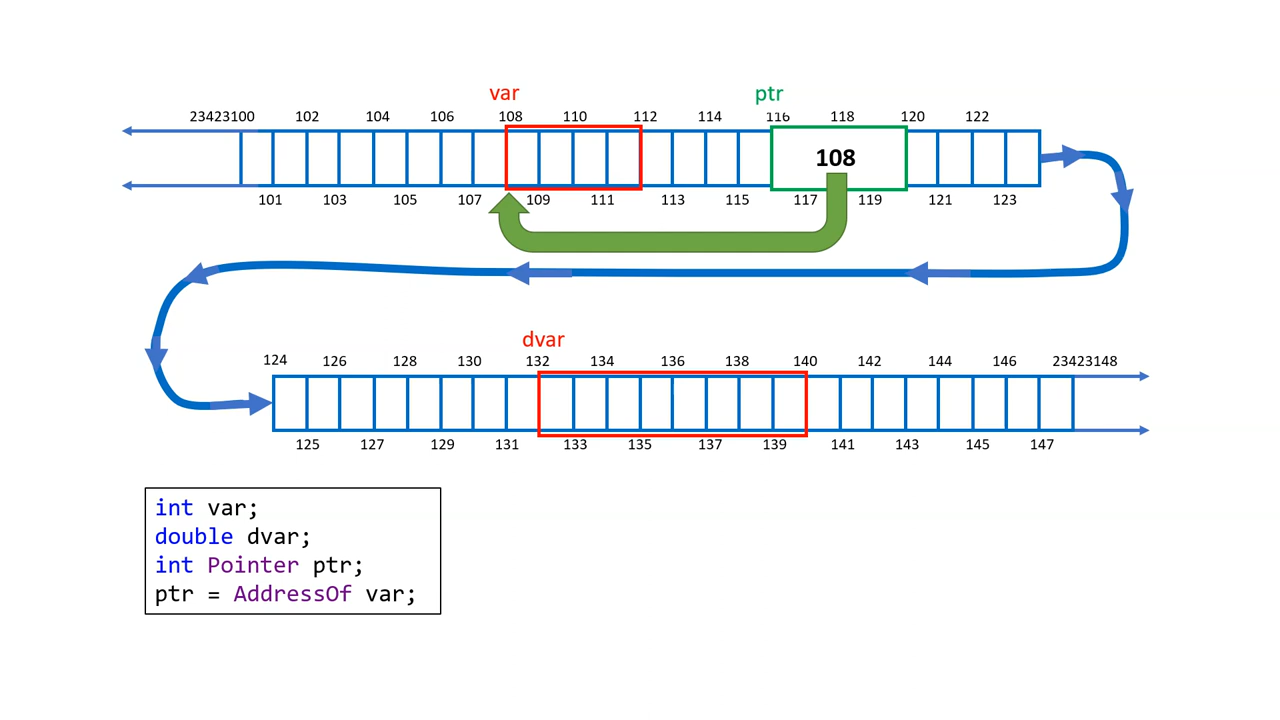 var ptr
23423100 102 104 106 108 110 112 114 116 118 120 122
108
101 103 105 107 109 111 113 115 117 119 121 123
dvar
124 126 128 130 132 134 136 138 140 142 144 146 23423148
125 127 129 131 133 135 137 139 141 143 145 147
int var;
double dvar;
int Pointer ptr;
ptr = AddressOf var;